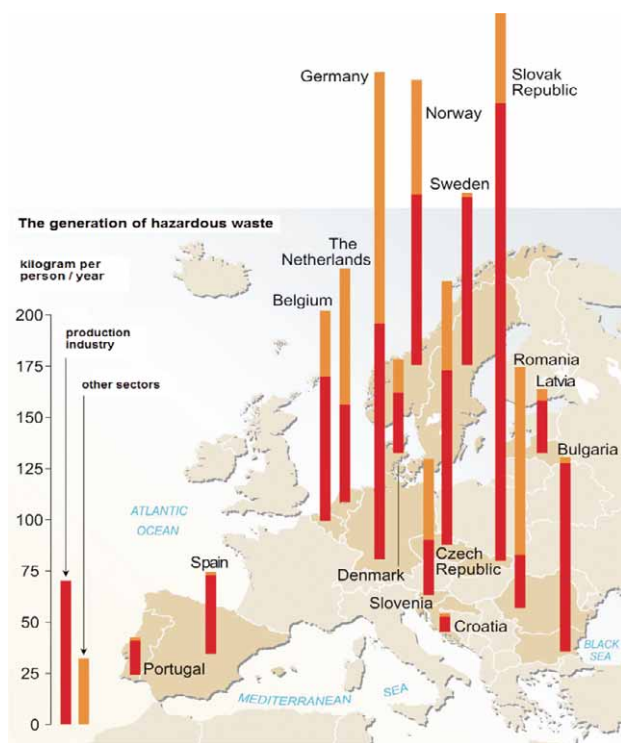 Germany
Norway
Slovak
Republic
Sweden
The generation of hazardous waste
The
Netherlands
kilogram per
person / year
Belgium
200
production
industry
175
Romania
other sectors
Latvia
150
Bulgaria
125
ATLANTIC
OCEAN
100
Spain
Czech
Republic
Denmark
75
Slovenia
Croatia
50
BLACK
SEA
Portugal
25
MEDITERRANEAN
SEA
0